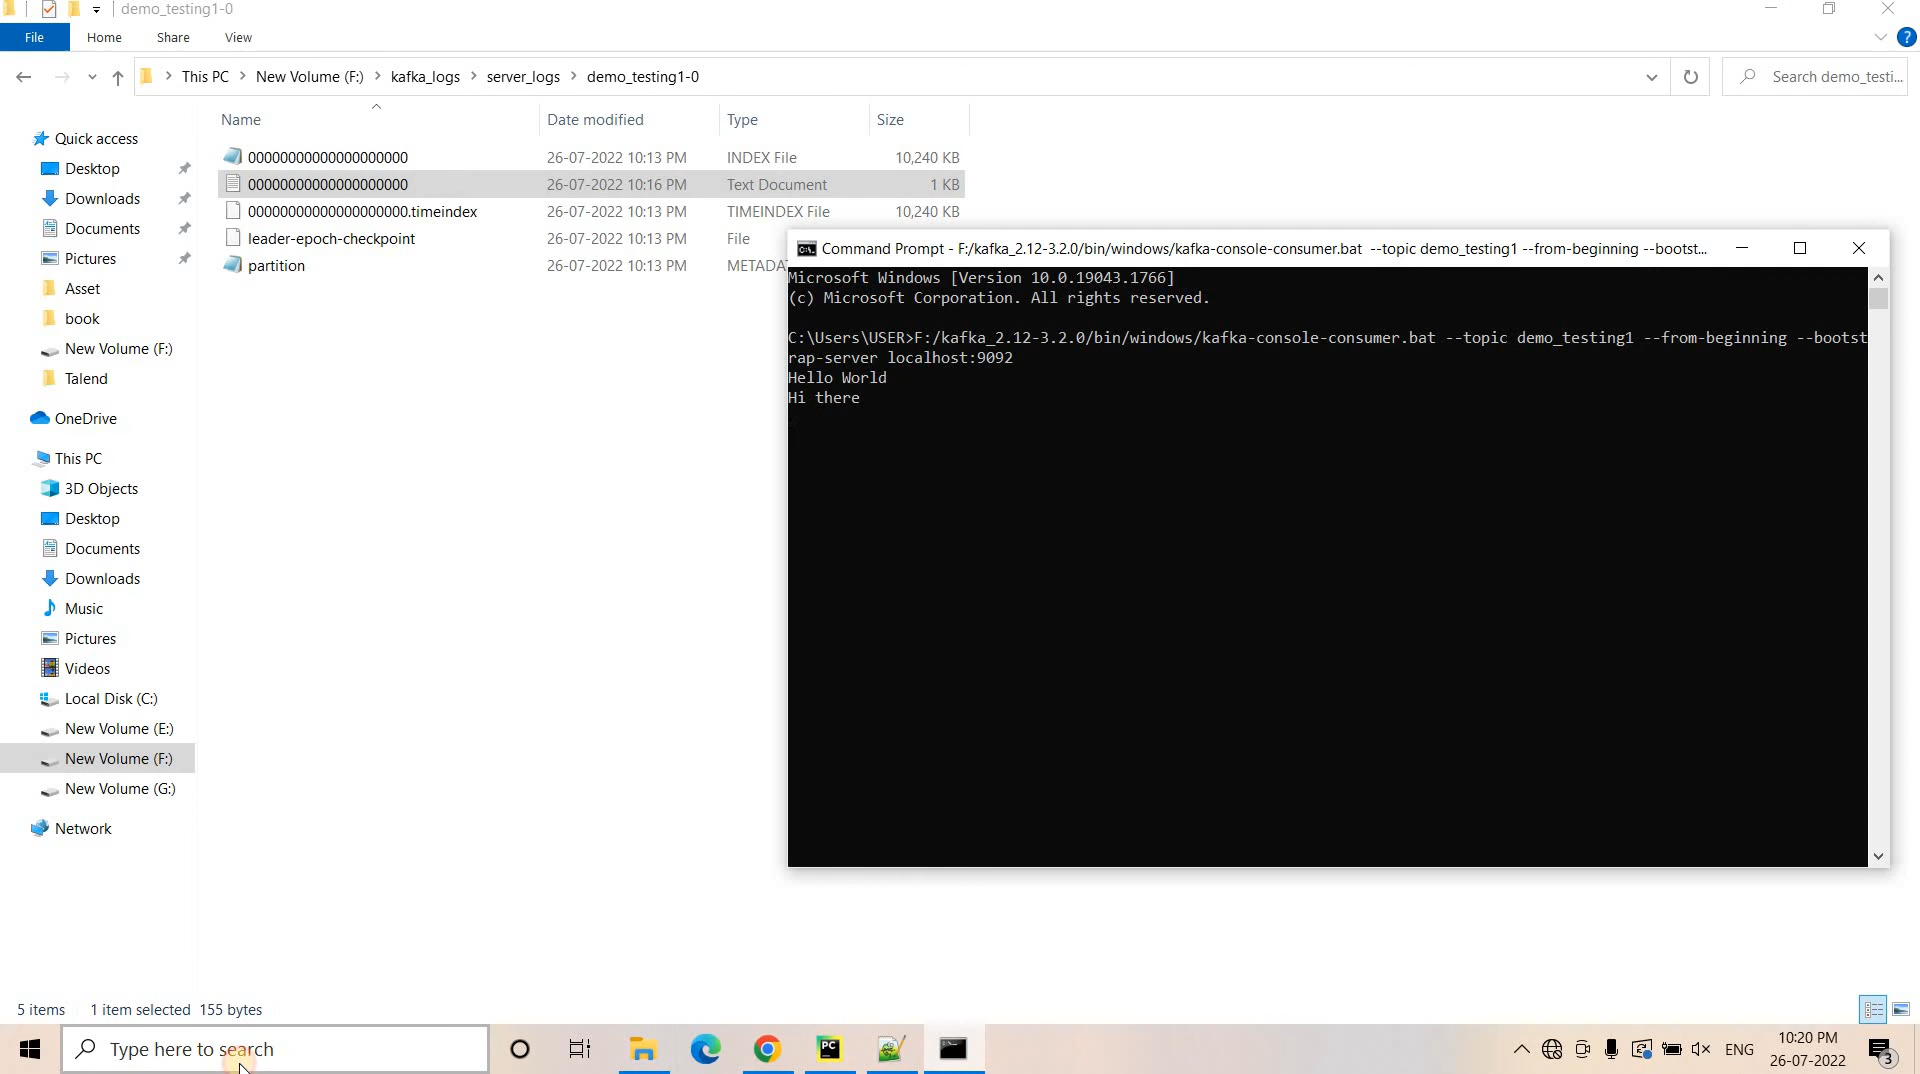 demo_testing1-0
File Home Share View
This PC New Volume (F:) kafka_logs server_logs demo_testing1-0
Search demo_testi...
Name Date modified Type Size
00000000000000000000 26-07-2022 10:13 PM INDEX File 10,240 KB
00000000000000000000 26-07-2022 10:16 PM Text Document 1 KB
00000000000000000000.timeindex 26-07-2022 10:13 PM TIMEINDEX File 10,240 KB
leader-epoch-checkpoint 26-07-2022 10:13 PM File
partition 26-07-2022 10:13 PM METADA
Quick access
Desktop
Downloads
Documents
Pictures
Asset
book
New Volume (F:)
Talend
OneDrive
This PC
3D Objects
Desktop
Documents
Downloads
Music
Pictures
Videos
Local Disk (C:)
New Volume (E:)
New Volume (F:)
New Volume (G:)
Network
Command Prompt - F:/kafka_2.12-3.2.0/bin/windows/kafka-console-consumer.bat --topic demo_testing1 --from-beginning --bootst...
Microsoft Windows [Version 10.0.19043.1766]
(c) Microsoft Corporation. All rights reserved.
C:\Users\USER>F:/kafka_2.12-3.2.0/bin/windows/kafka-console-consumer.bat --topic demo_testing1 --from-beginning --bootst
rap-server localhost:9092
Hello World
Hi there
5 items 1 item selected 155 bytes
Type here to search
PC
ENG
10:20 PM
26-07-2022
3